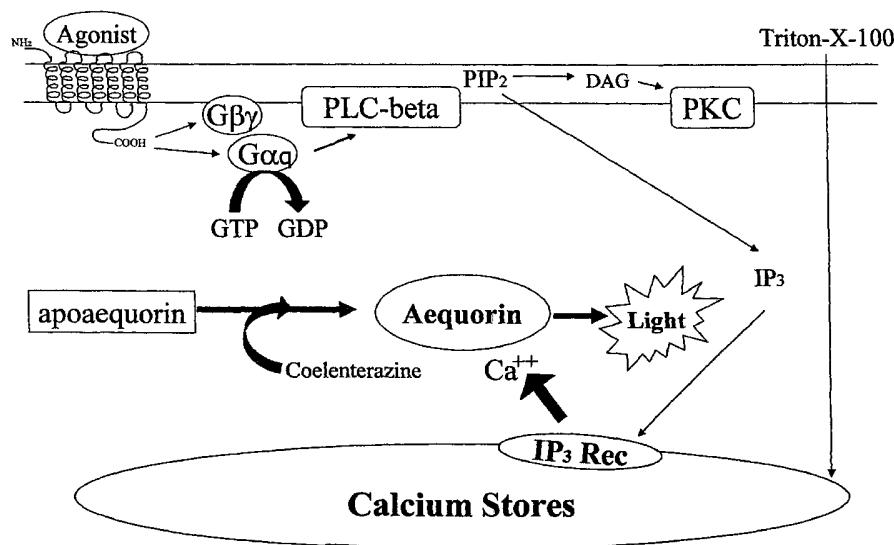 Agonist
NH₂
Triton-X-100
PIP₂
DAG
PLC-beta
PKC
Gβγ
COOH
Gαq
GTP GDP
IP₃
apoaequorin
Aequorin
Light
Coelenterazine
Ca⁺⁺
IP₃ Rec
Calcium Stores